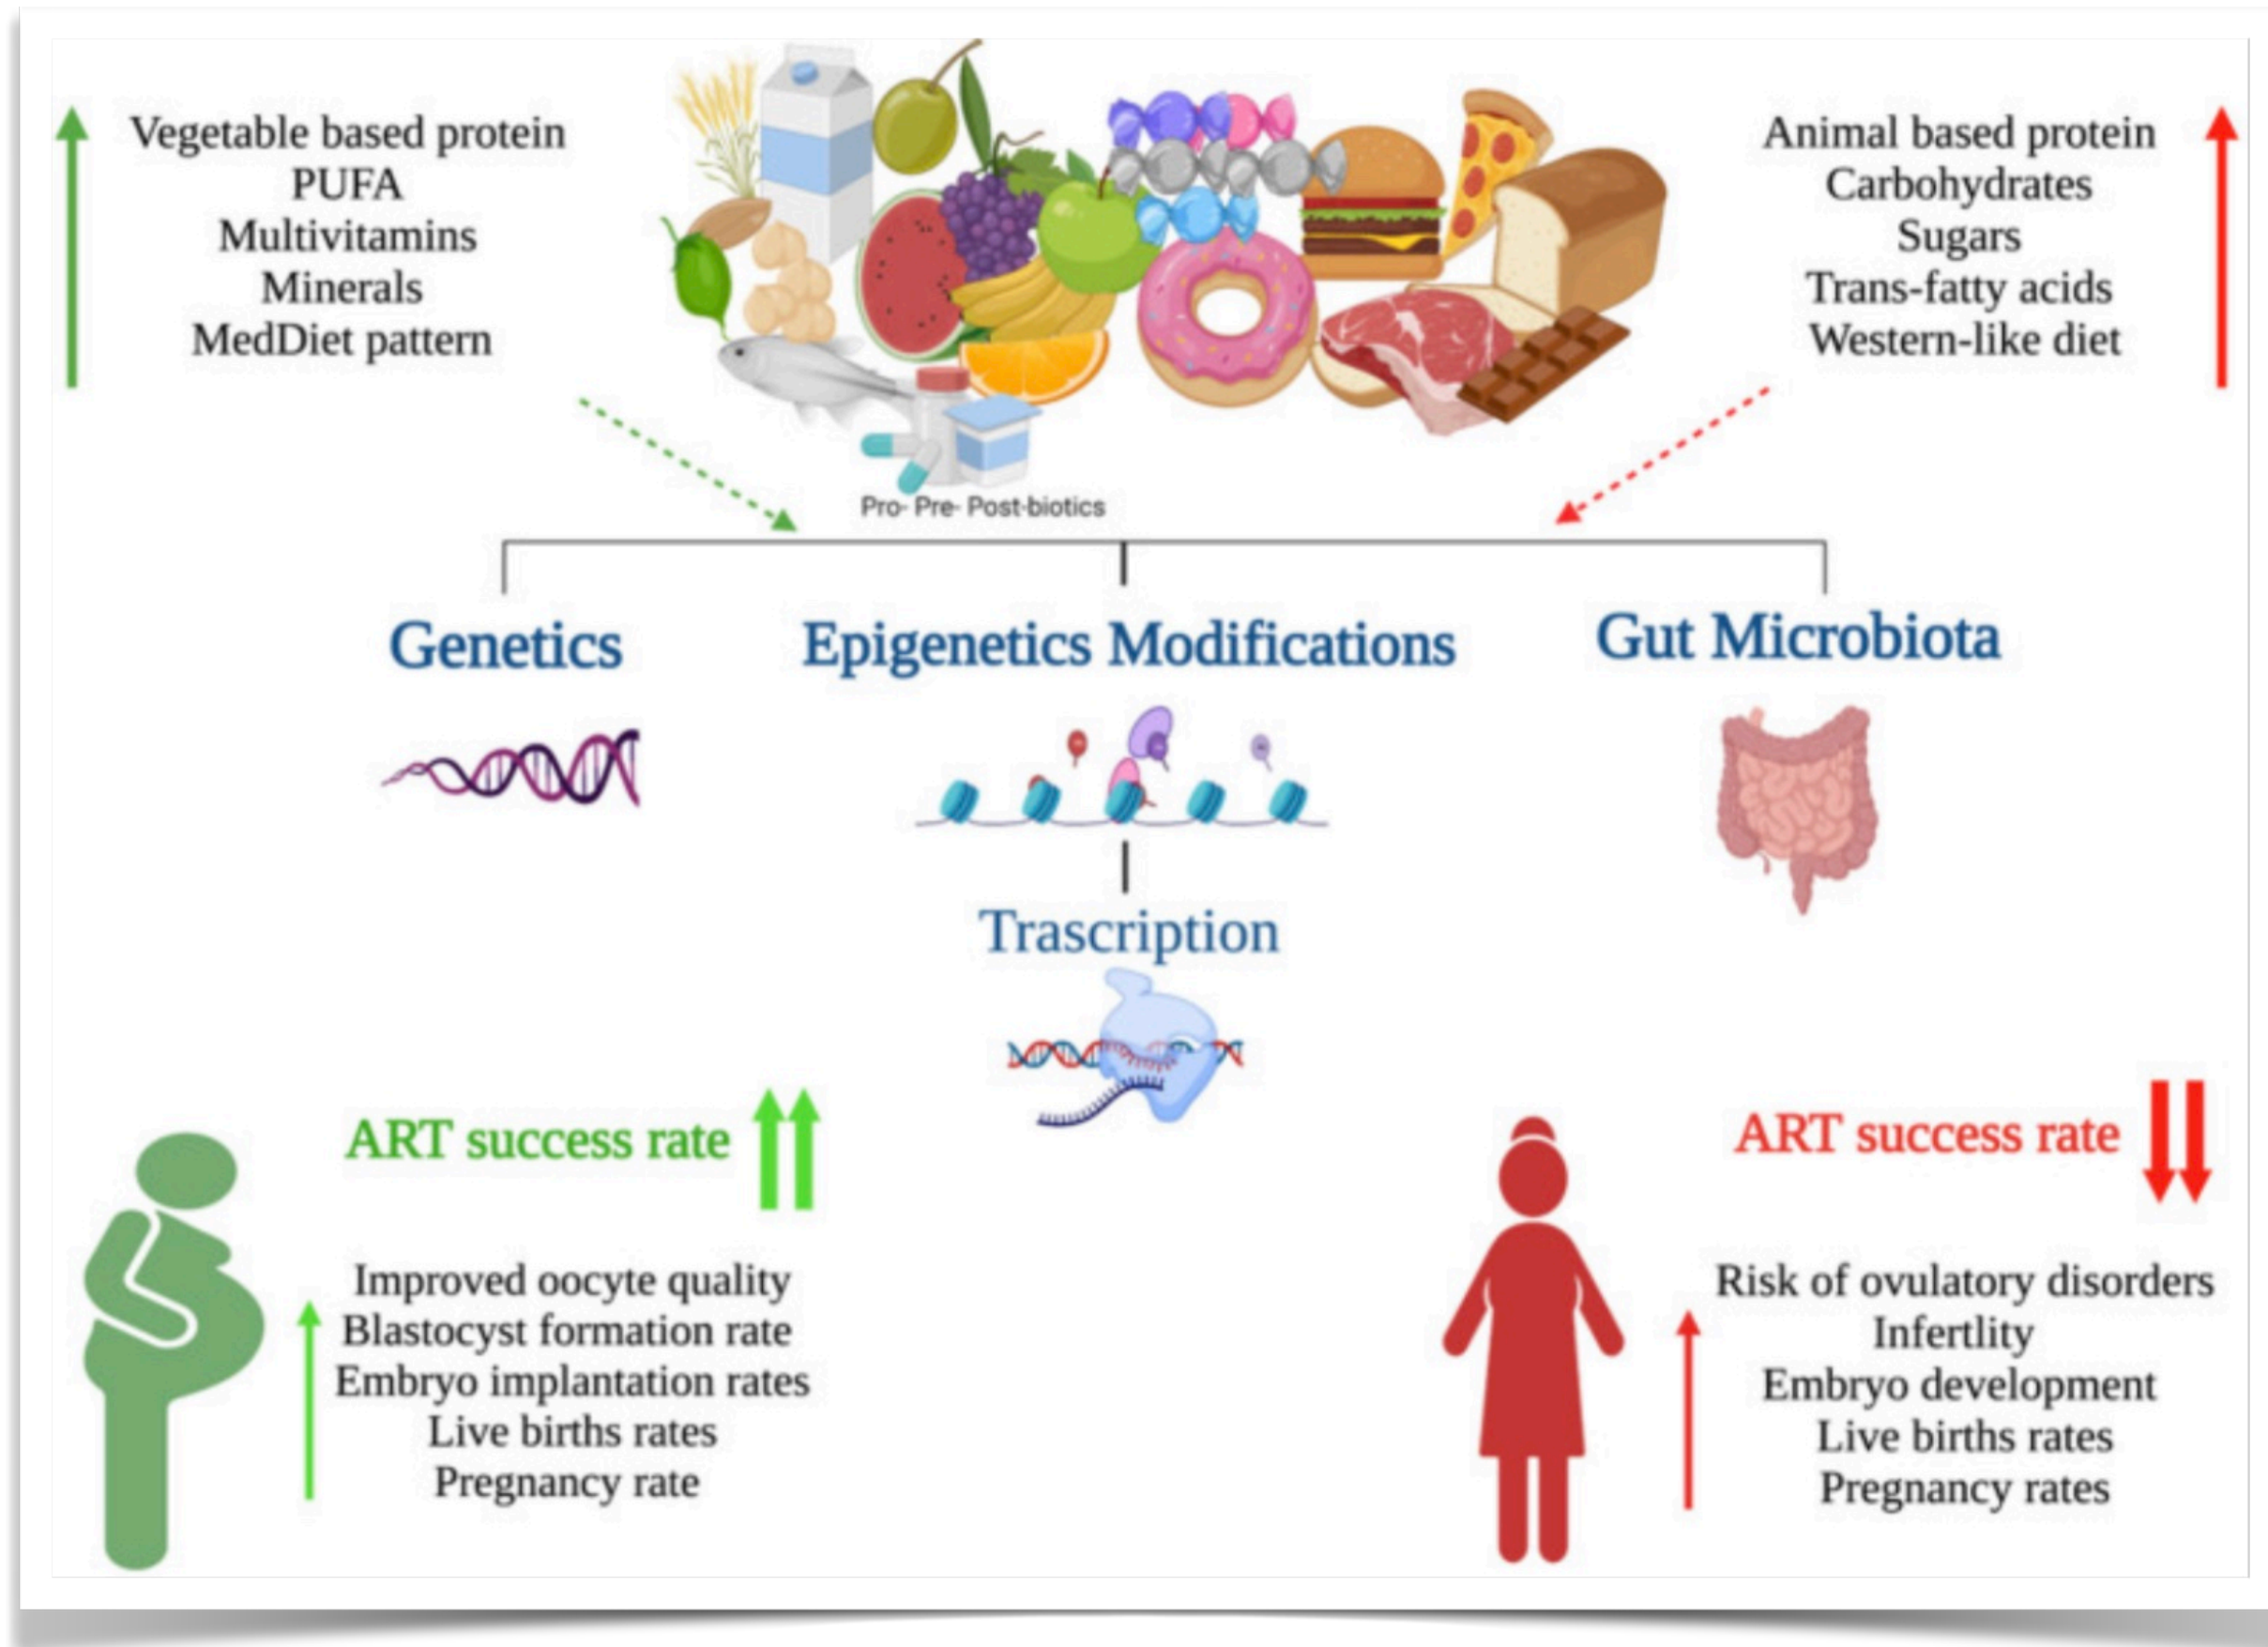 Vegetable based protein
PUFA
Multivitamins
Minerals
MedDiet pattern
Animal based protein
Carbohydrates
Sugars
Trans-fatty acids
Western-like diet
Pro- Pre- Post-biotics
Genetics
Epigenetics Modifications
Gut Microbiota
Trascription
ART success rate
Improved oocyte quality
Blastocyst formation rate
Embryo implantation rates
Live births rates
Pregnancy rate
ART success rate
Risk of ovulatory disorders
Infertlity
Embryo development
Live births rates
Pregnancy rates